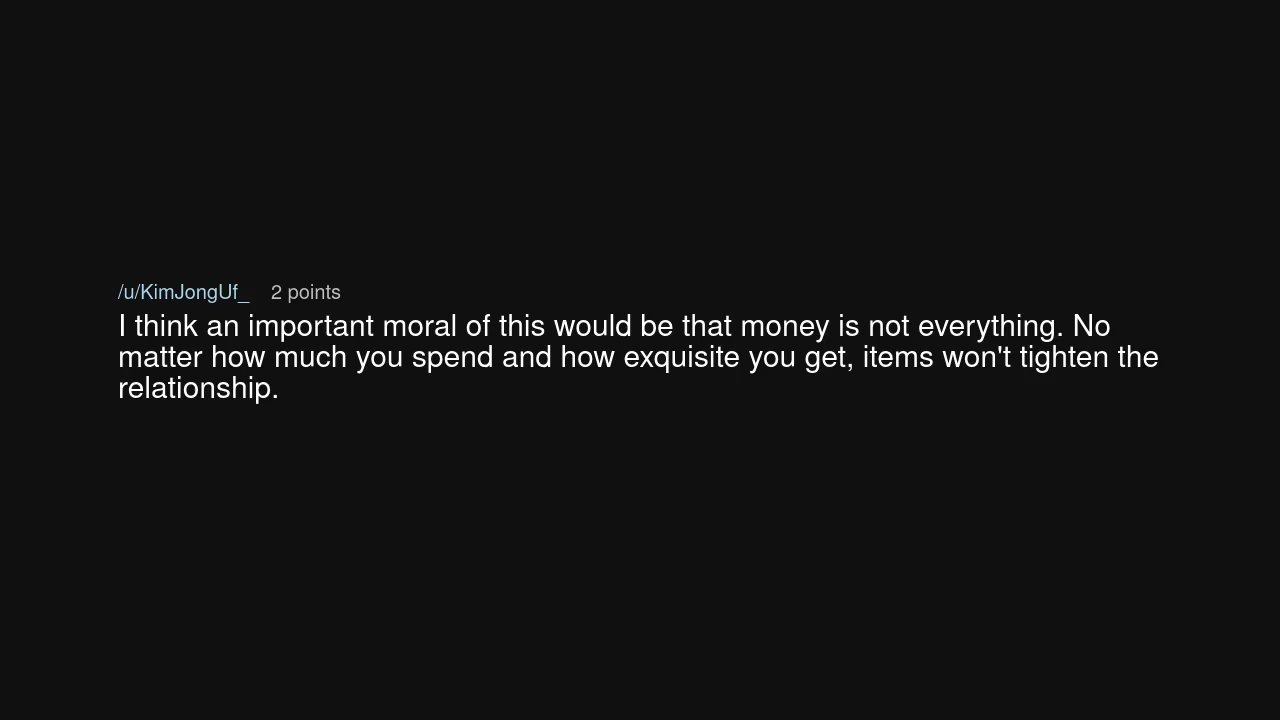 /u/KimJongUf_ 2 points
I think an important moral of this would be that money is not everything. No
matter how much you spend and how exquisite you get, items won't tighten the
relationship.